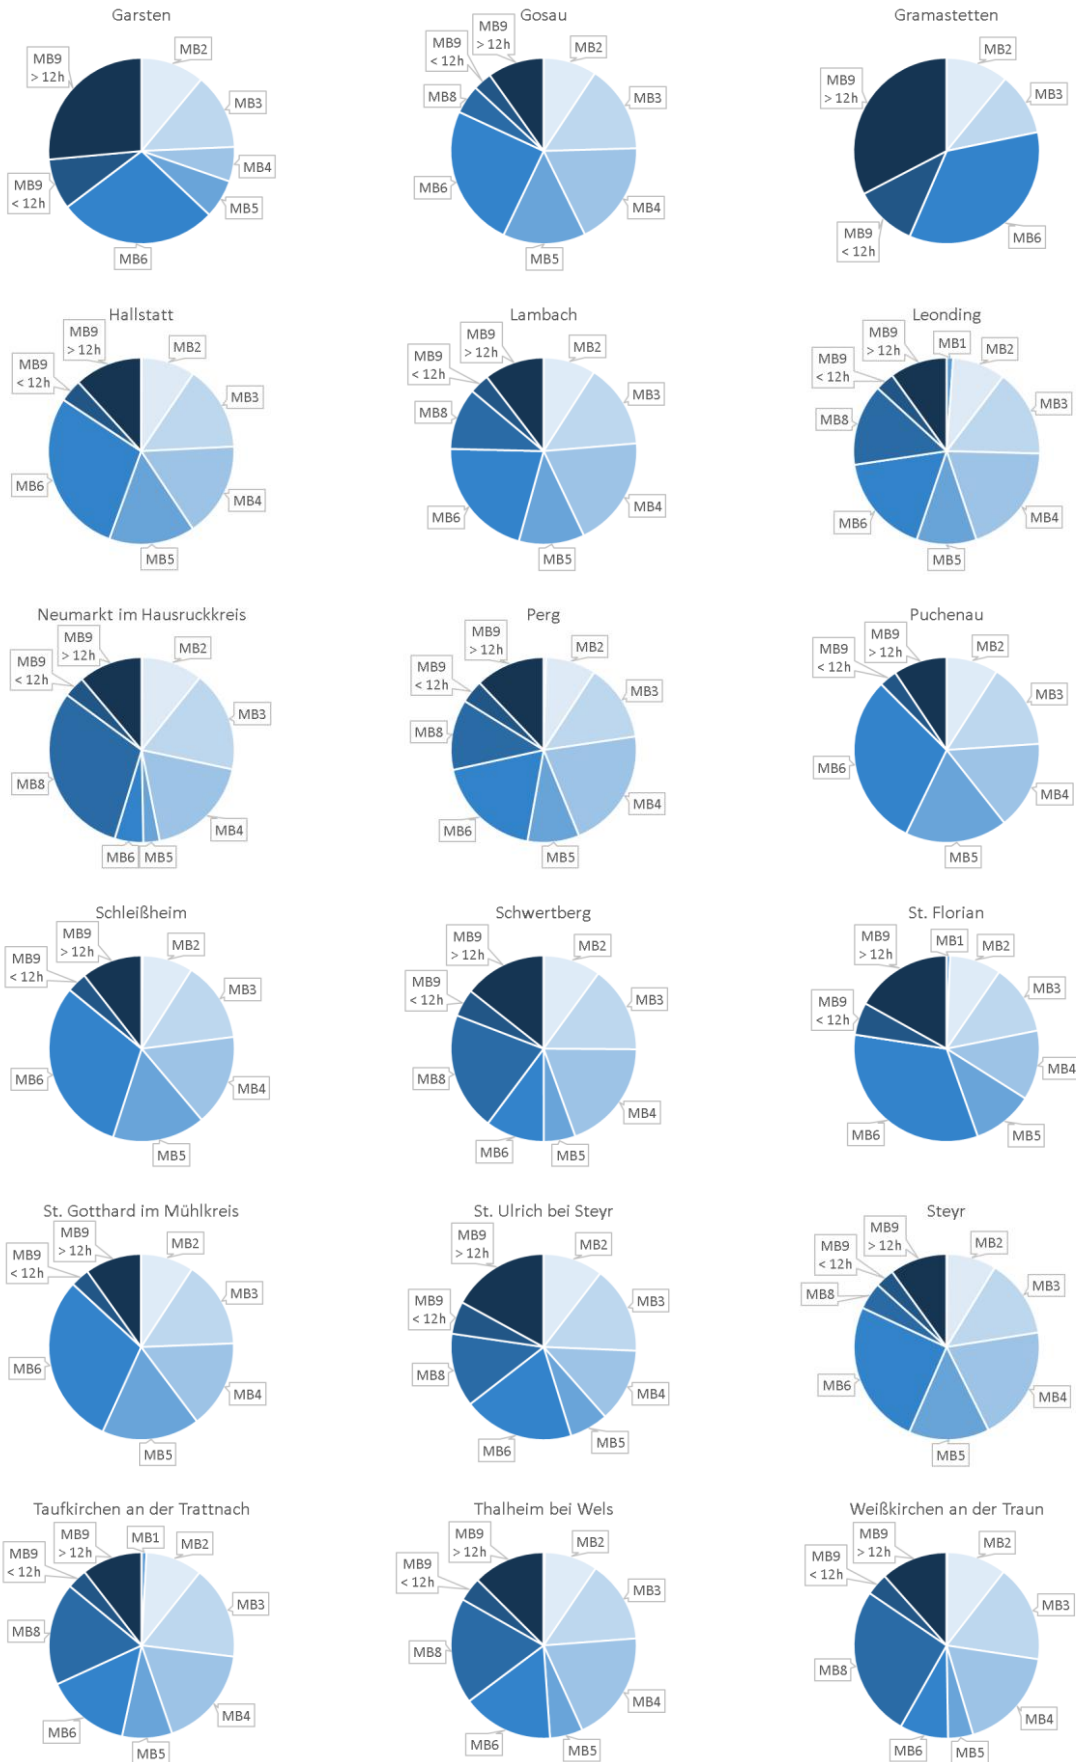 Garsten
MB9
> 12h
MB2
MB3
MB4
MB5
MB6
MB9
< 12h
Gosau
MB9
> 12h
MB2
MB9
< 12h
MB8
MB3
MB6
MB4
MB5
Gramastetten
MB2
MB9
> 12h
MB3
MB9
< 12h
MB6
Hallstatt
MB9
> 12h
MB2
MB9
< 12h
MB3
MB6
MB4
MB5
Lambach
MB9
> 12h
MB2
MB9
< 12h
MB3
MB8
MB6
MB4
MB5
Leonding
MB9
> 12h
MB1
MB2
MB9
< 12h
MB3
MB8
MB6
MB4
MB5
Neumarkt im Hausruckkreis
MB9
> 12h
MB2
MB9
< 12h
MB3
MB8
MB4
MB6
MB5
Perg
MB9
> 12h
MB2
MB9
< 12h
MB3
MB8
MB4
MB6
MB5
Puchenau
MB9
> 12h
MB2
MB9
< 12h
MB3
MB6
MB4
MB5
Schleißheim
MB9
> 12h
MB2
MB9
< 12h
MB3
MB6
MB4
MB5
Schwertberg
MB9
> 12h
MB2
MB9
< 12h
MB3
MB8
MB4
MB6
MB5
St. Florian
MB9
> 12h
MB1
MB2
MB3
MB9
< 12h
MB4
MB6
MB5
St. Gotthard im Mühlkreis
MB9
> 12h
MB2
MB9
< 12h
MB3
MB6
MB4
MB5
St. Ulrich bei Steyr
MB9
> 12h
MB2
MB3
MB9
< 12h
MB8
MB4
MB6
MB5
Steyr
MB9
> 12h
MB2
MB9
< 12h
MB3
MB8
MB6
MB4
MB5
Taufkirchen an der Trattnach
MB9
> 12h
MB1
MB2
MB9
< 12h
MB3
MB8
MB4
MB6
MB5
Thalheim bei Wels
MB9
> 12h
MB2
MB9
< 12h
MB3
MB8
MB4
MB6
MB5
Weißkirchen an der Traun
MB9
> 12h
MB2
MB9
< 12h
MB3
MB8
MB4
MB6
MB5